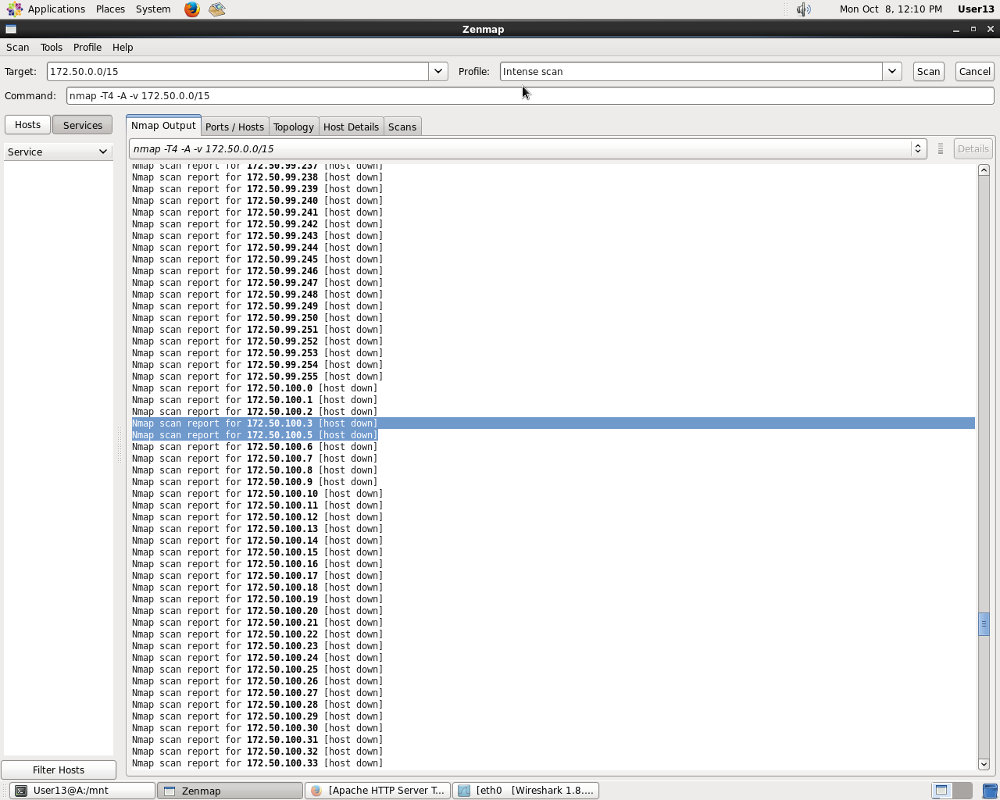 Applications Places System Mon Oct 8, 12:10 PM User13
Zenmap
Scan Tools Profile Help
Target: 172.50.0.0/15 Profile: Intense scan Scan Cancel
Command: nmap -T4 -A -v 172.50.0.0/15
Hosts Services Nmap Output Ports / Hosts Topology Host Details Scans
Service nmap -T4 -A -v 172.50.0.0/15 Details
Nmap scan report for 172.50.99.237 [host down]
Nmap scan report for 172.50.99.238 [host down]
Nmap scan report for 172.50.99.239 [host down]
Nmap scan report for 172.50.99.240 [host down]
Nmap scan report for 172.50.99.241 [host down]
Nmap scan report for 172.50.99.242 [host down]
Nmap scan report for 172.50.99.243 [host down]
Nmap scan report for 172.50.99.244 [host down]
Nmap scan report for 172.50.99.245 [host down]
Nmap scan report for 172.50.99.246 [host down]
Nmap scan report for 172.50.99.247 [host down]
Nmap scan report for 172.50.99.248 [host down]
Nmap scan report for 172.50.99.249 [host down]
Nmap scan report for 172.50.99.250 [host down]
Nmap scan report for 172.50.99.251 [host down]
Nmap scan report for 172.50.99.252 [host down]
Nmap scan report for 172.50.99.253 [host down]
Nmap scan report for 172.50.99.254 [host down]
Nmap scan report for 172.50.99.255 [host down]
Nmap scan report for 172.50.100.0 [host down]
Nmap scan report for 172.50.100.1 [host down]
Nmap scan report for 172.50.100.2 [host down]
Nmap scan report for 172.50.100.3 [host down]
Nmap scan report for 172.50.100.5 [host down]
Nmap scan report for 172.50.100.6 [host down]
Nmap scan report for 172.50.100.7 [host down]
Nmap scan report for 172.50.100.8 [host down]
Nmap scan report for 172.50.100.9 [host down]
Nmap scan report for 172.50.100.10 [host down]
Nmap scan report for 172.50.100.11 [host down]
Nmap scan report for 172.50.100.12 [host down]
Nmap scan report for 172.50.100.13 [host down]
Nmap scan report for 172.50.100.14 [host down]
Nmap scan report for 172.50.100.15 [host down]
Nmap scan report for 172.50.100.16 [host down]
Nmap scan report for 172.50.100.17 [host down]
Nmap scan report for 172.50.100.18 [host down]
Nmap scan report for 172.50.100.19 [host down]
Nmap scan report for 172.50.100.20 [host down]
Nmap scan report for 172.50.100.21 [host down]
Nmap scan report for 172.50.100.22 [host down]
Nmap scan report for 172.50.100.23 [host down]
Nmap scan report for 172.50.100.24 [host down]
Nmap scan report for 172.50.100.25 [host down]
Nmap scan report for 172.50.100.26 [host down]
Nmap scan report for 172.50.100.27 [host down]
Nmap scan report for 172.50.100.28 [host down]
Nmap scan report for 172.50.100.29 [host down]
Nmap scan report for 172.50.100.30 [host down]
Nmap scan report for 172.50.100.31 [host down]
Nmap scan report for 172.50.100.32 [host down]
Nmap scan report for 172.50.100.33 [host down]
Filter Hosts
User13@A:/mnt Zenmap [Apache HTTP Server T... [eth0 [Wireshark 1.8....